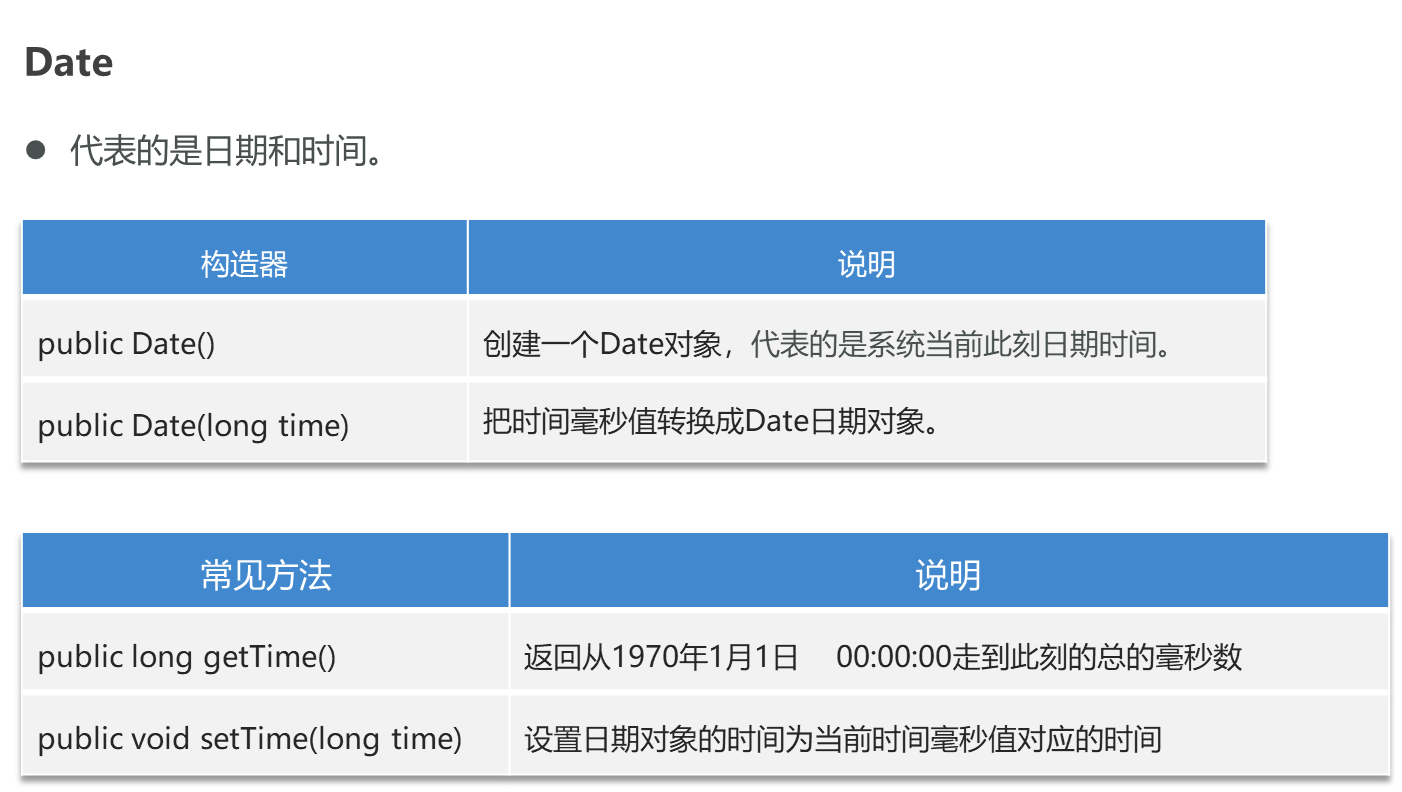 Date
● 代表的是日期和时间。
构造器 说明
public Date() 创建一个Date对象，代表的是系统当前此刻日期时间。
public Date(long time) 把时间毫秒值转换成Date日期对象。
常见方法 说明
public long getTime() 返回从1970年1月1日 00:00:00走到此刻的总的毫秒数
public void setTime(long time) 设置日期对象的时间为当前时间毫秒值对应的时间